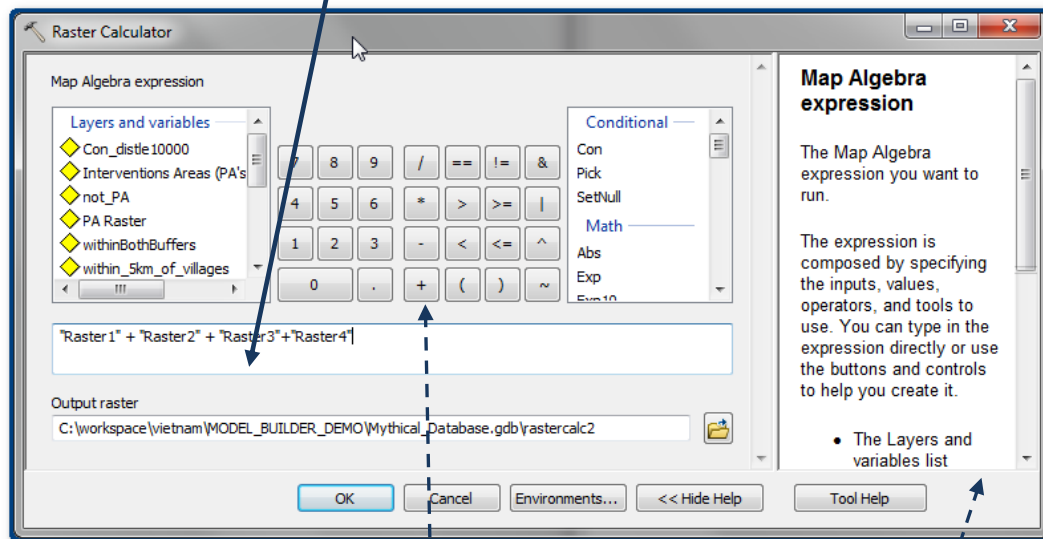 Raster Calculator
Map Algebra expression
Layers and variables
Con_distle10000
Interventions Areas (PA's
not_PA
PA Raster
withinBothBuffers
within_5km_of_villages
7 8 9 / == != &
4 5 6 * > >= |
1 2 3 - < <= ^
0 . + ( ) ~
Conditional
Con
Pick
SetNull
Math
Abs
Exp
Exp10
"Raster1" + "Raster2" + "Raster3"+"Raster4"
Output raster
C:\workspace\vietnam\MODEL_BUILDER_DEMO\Mythical_Database.gdb\rastercalc2
OK
Cancel
Environments...
<< Hide Help
Tool Help
Map Algebra
expression
The Map Algebra
expression you want to
run.
The expression is
composed by specifying
the inputs, values,
operators, and tools to
use. You can type in the
expression directly or use
the buttons and controls
to help you create it.
• The Layers and
variables list